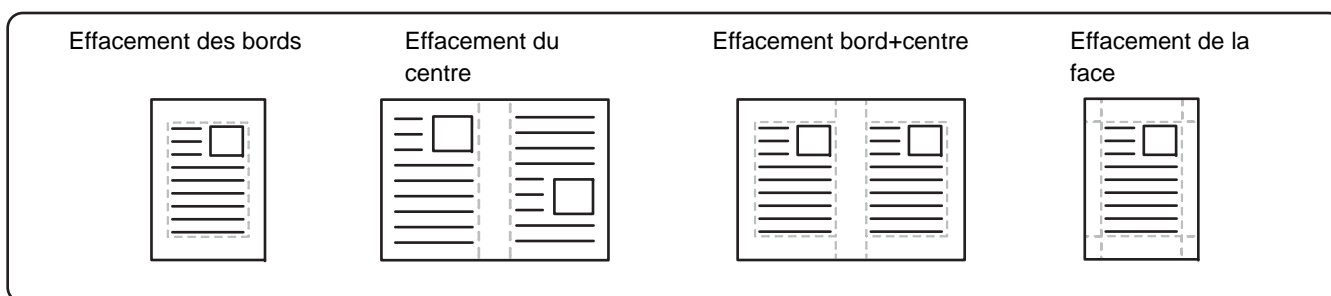 Effacement des bords
Effacement du
centre
Effacement bord+centre
Effacement de la
face